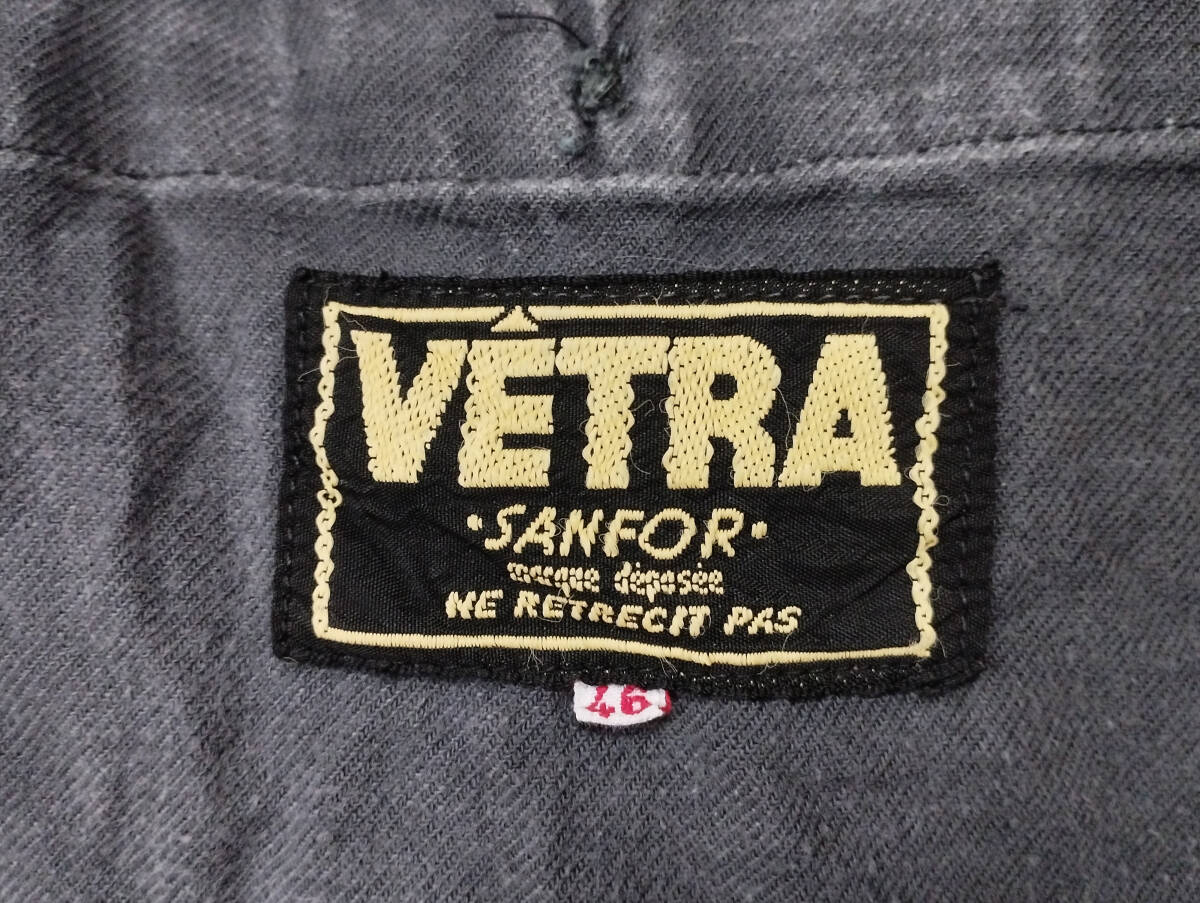 VÊTRA
·SANFOR·
marque déposée
NE RETRECIT PAS
46